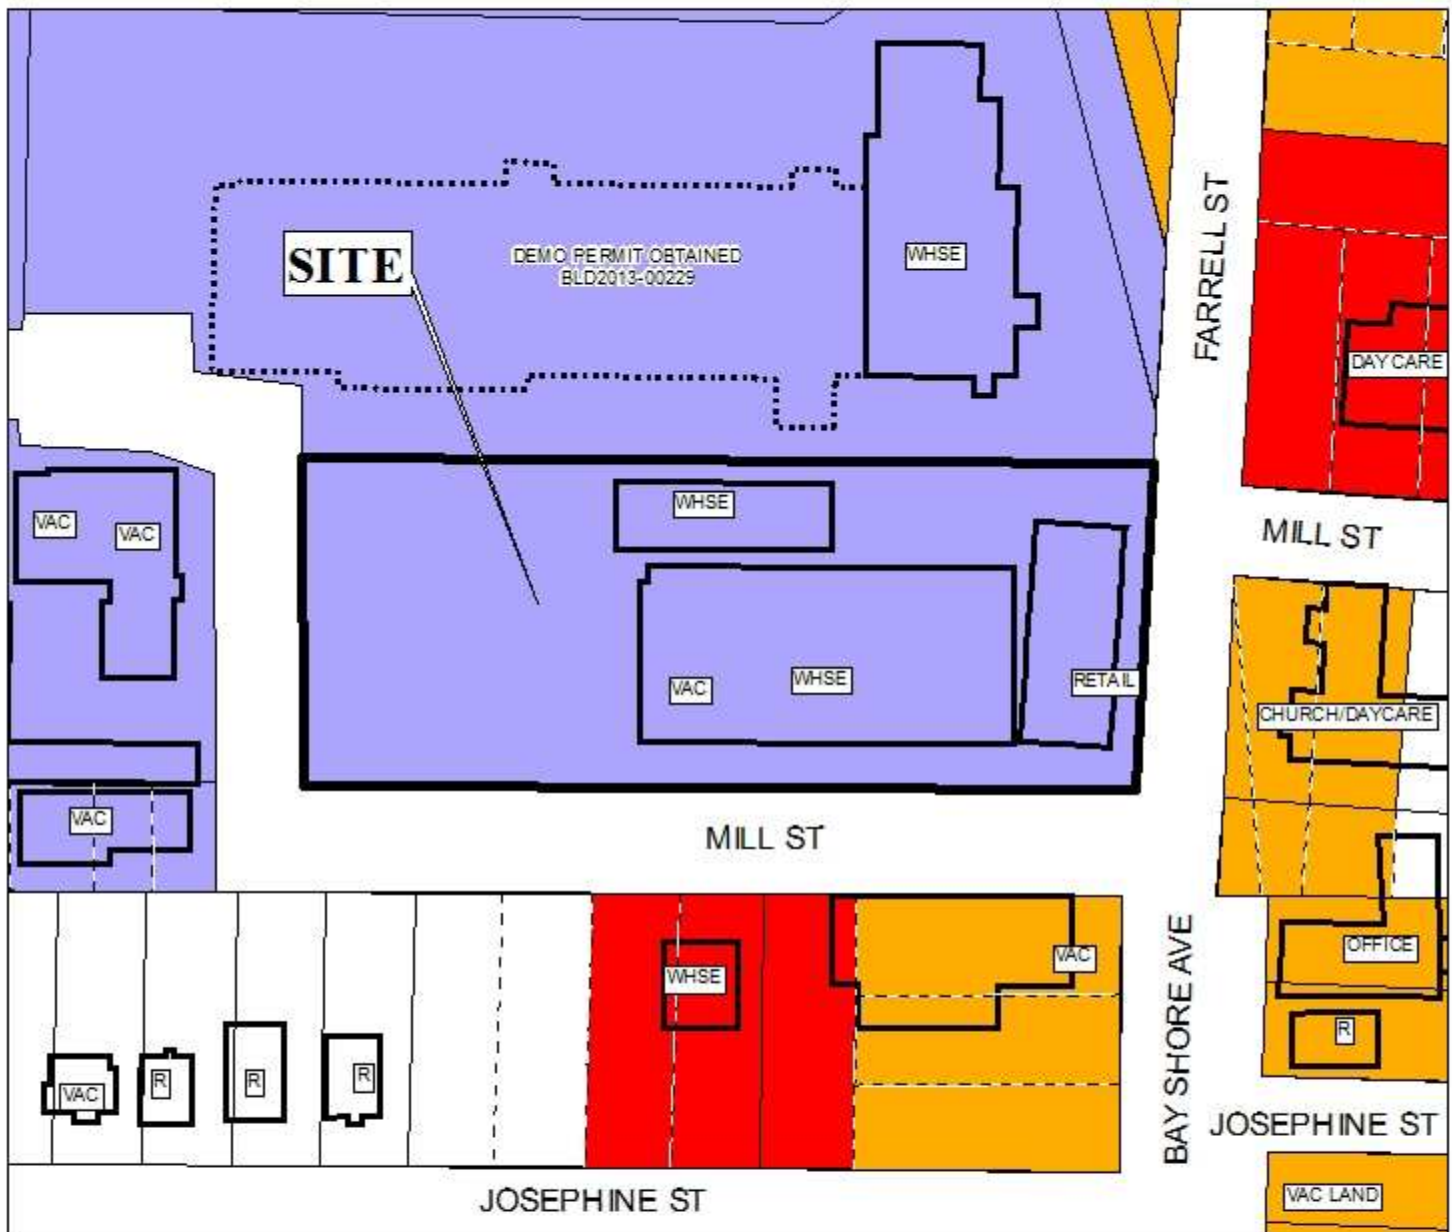 FARRELL ST
WHSE
SITE
DEMO PERMIT OBTAINED
BLD2013-00229
DAY CARE
WHSE
MILL ST
VAC
VAC
VAC
WHSE
RETAIL
CHURCH/DAYCARE
VAC
MILL ST
BAY SHORE AVE
OFFICE
VAC
WHSE
R
VAC
R
R
R
JOSEPHINE ST
JOSEPHINE ST
VAC LAND